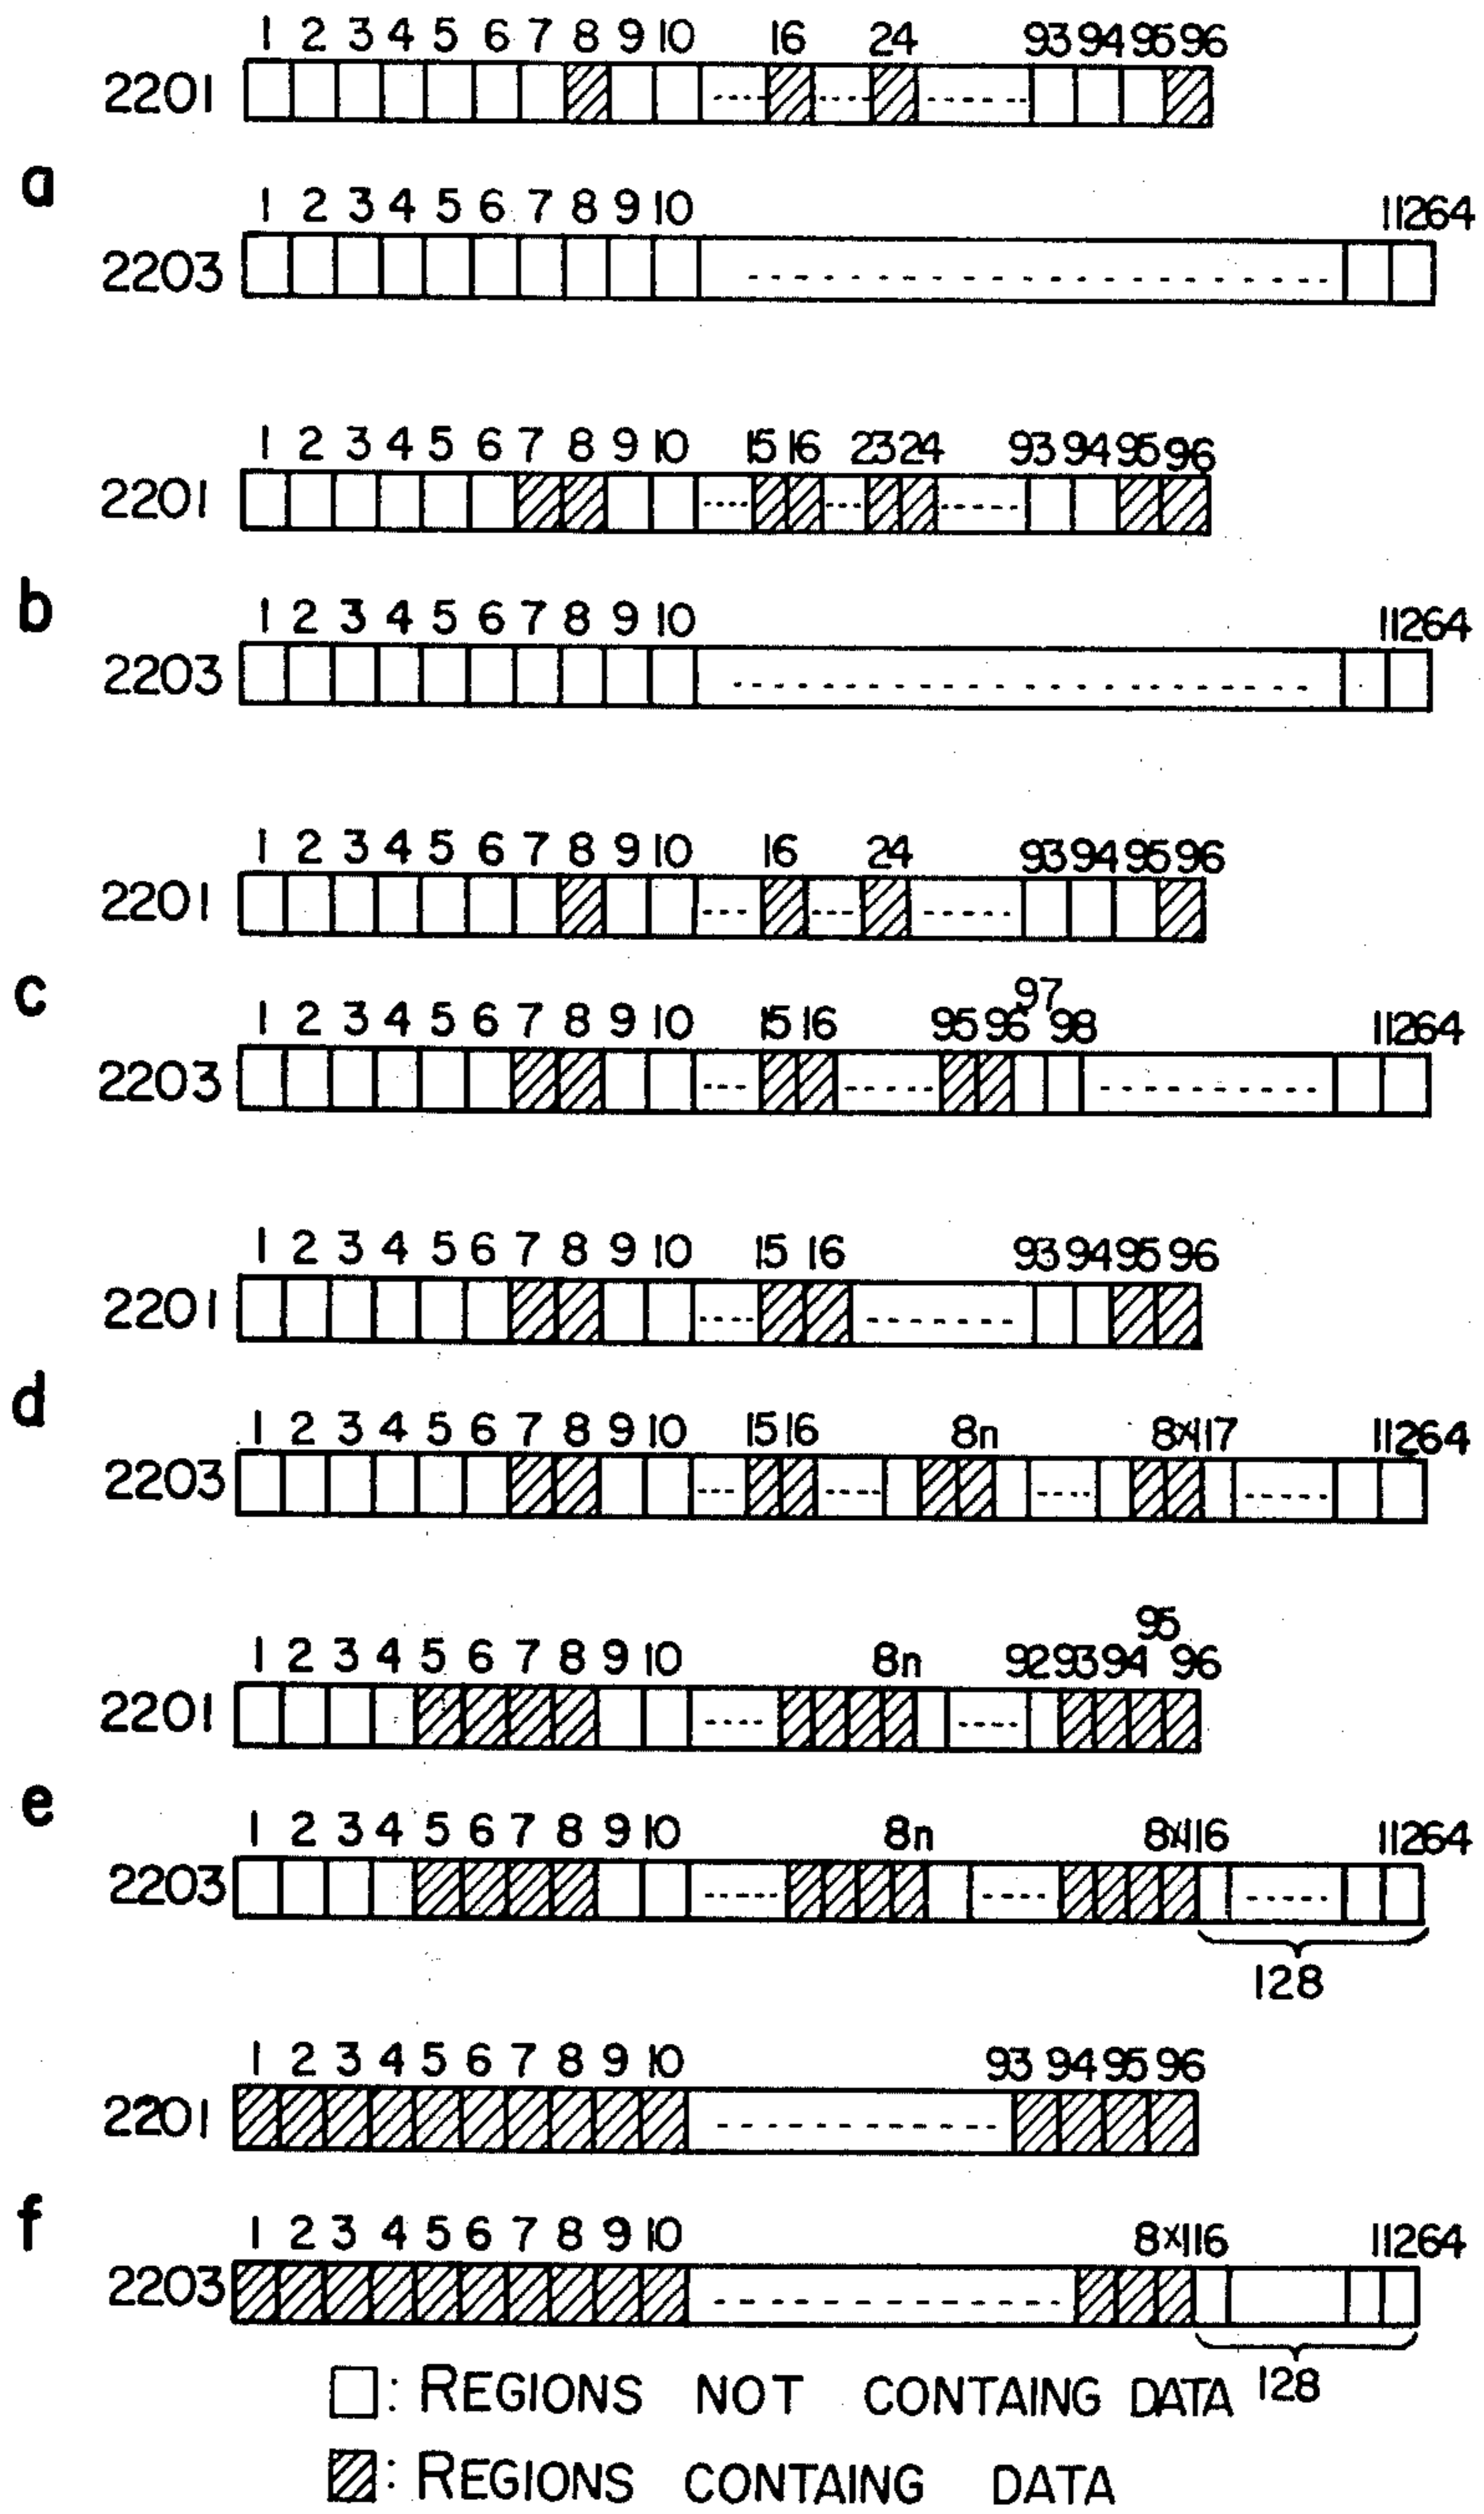 1 2 3 4 5 6 7 8 9 10 16 24 93 94 95 96
2201
a
1 2 3 4 5 6 7 8 9 10 11264
2203
1 2 3 4 5 6 7 8 9 10 15 16 23 24 93 94 95 96
2201
b
1 2 3 4 5 6 7 8 9 10 11264
2203
1 2 3 4 5 6 7 8 9 10 16 24 93 94 95 96
2201
c
97
1 2 3 4 5 6 7 8 9 10 15 16 95 96 98 11264
2203
1 2 3 4 5 6 7 8 9 10 15 16 93 94 95 96
2201
d
1 2 3 4 5 6 7 8 9 10 15 16 8n 8×117 11264
2203
95
1 2 3 4 5 6 7 8 9 10 8n 92 93 94 96
2201
e
1 2 3 4 5 6 7 8 9 10 8n 8×116 11264
2203
128
1 2 3 4 5 6 7 8 9 10 93 94 95 96
2201
f
1 2 3 4 5 6 7 8 9 10 8×116 11264
2203
128
: REGIONS NOT CONTAING DATA
: REGIONS CONTAING DATA